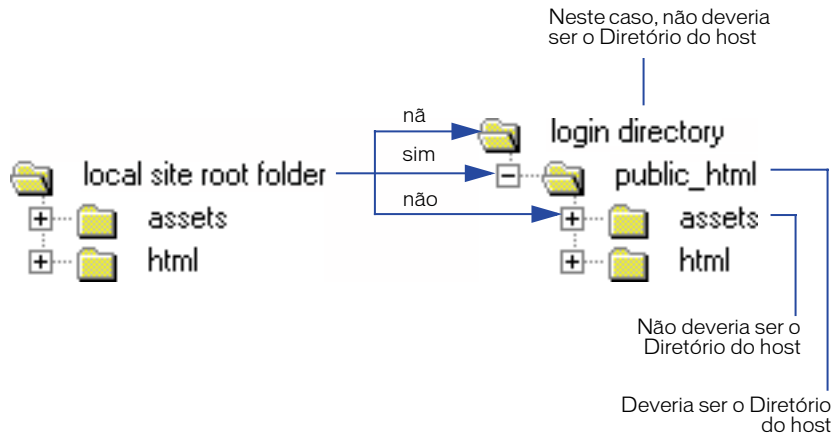 Neste caso, não deveria
ser o Diretório do host
nã
login directory
sim
local site root folder
public_html
não
assets
assets
html
html
Não deveria ser o
Diretório do host
Deveria ser o Diretório
do host